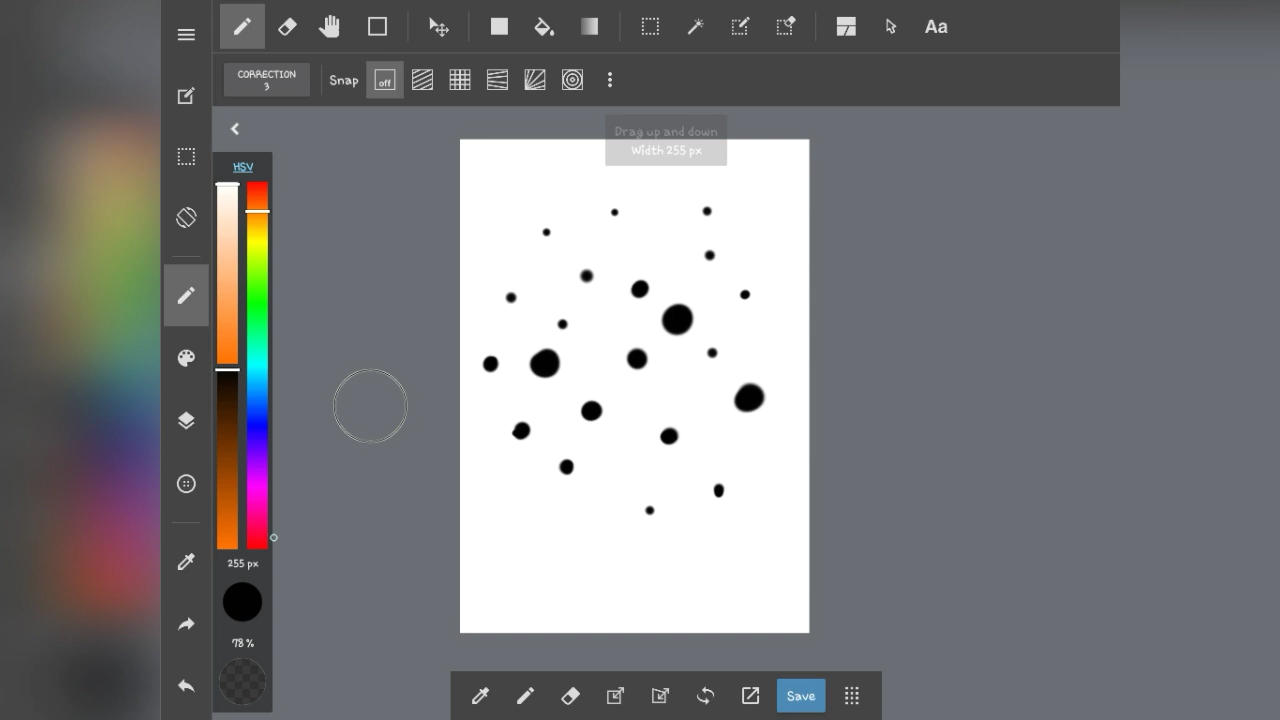 Aa
CORRECTION
3
Snap
off
Drag up and down
Width 255 px
HSV
255 px
78 %
Save